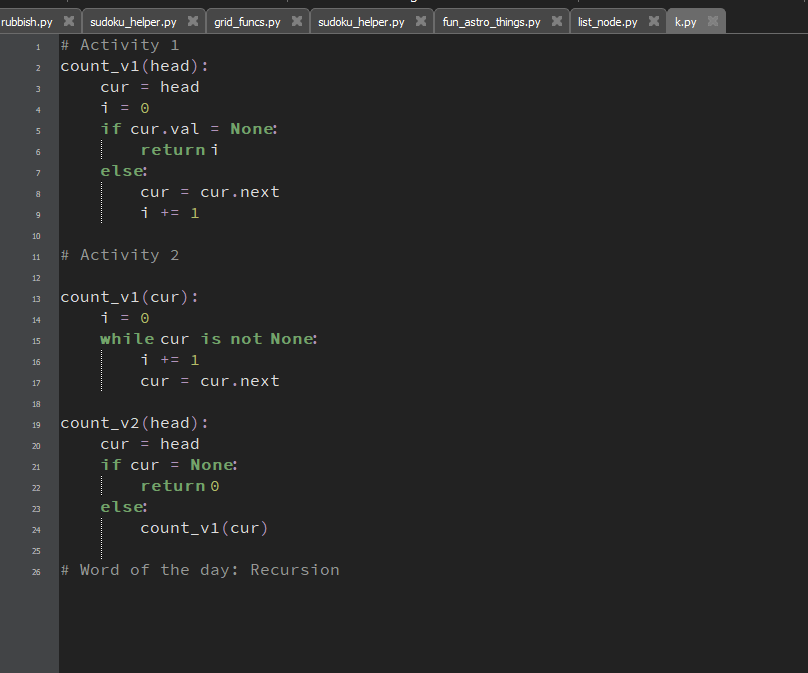 rubbish.py sudoku_helper.py grid_funcs.py sudoku_helper.py fun_astro_things.py list_node.py k.py
1 # Activity 1
2 count_v1(head):
3 cur = head
4 i = 0
5 if cur.val = None:
6 return i
7 else:
8 cur = cur.next
9 i += 1
10
11 # Activity 2
12
13 count_v1(cur):
14 i = 0
15 while cur is not None:
16 i += 1
17 cur = cur.next
18
19 count_v2(head):
20 cur = head
21 if cur = None:
22 return 0
23 else:
24 count_v1(cur)
25
26 # Word of the day: Recursion